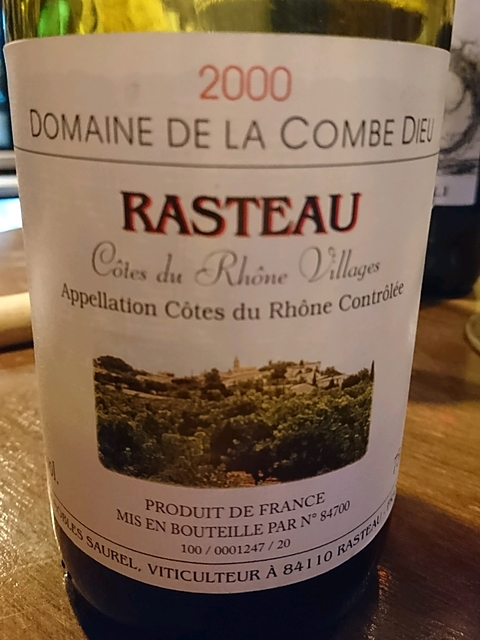 2000
DOMAINE DE LA COMBE DIEU
RASTEAU
Côtes du Rhône Villages
Appellation Côtes du Rhône Contrôlée
PRODUIT DE FRANCE
MIS EN BOUTEILLE PAR N° 84700
100 / 0001247 / 20
SAUREL, VITICULTEUR À 84110 RASTEAU